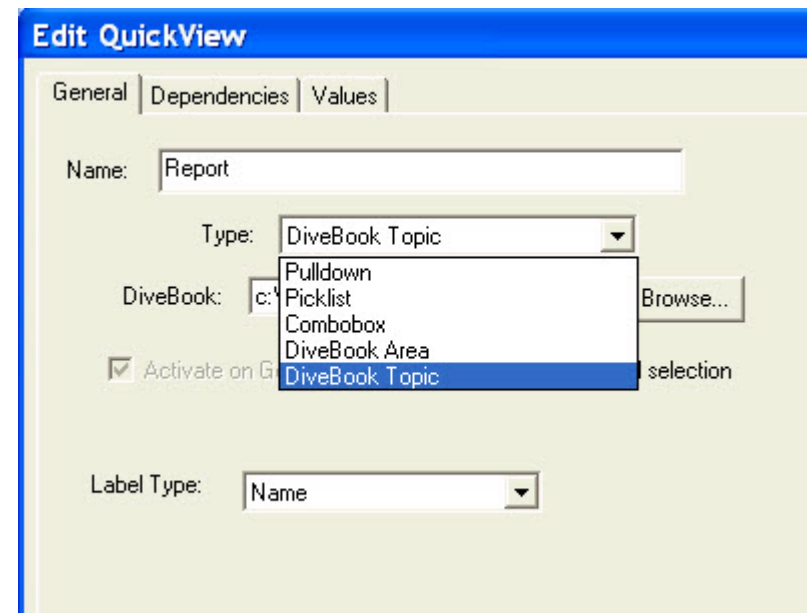 Edit QuickView
General Dependencies Values
Name: Report
Type: DiveBook Topic
Pulldown
DiveBook: c:\ Picklist Browse...
Combobox
DiveBook Area
Activate on DiveBook Topic selection
Label Type: Name